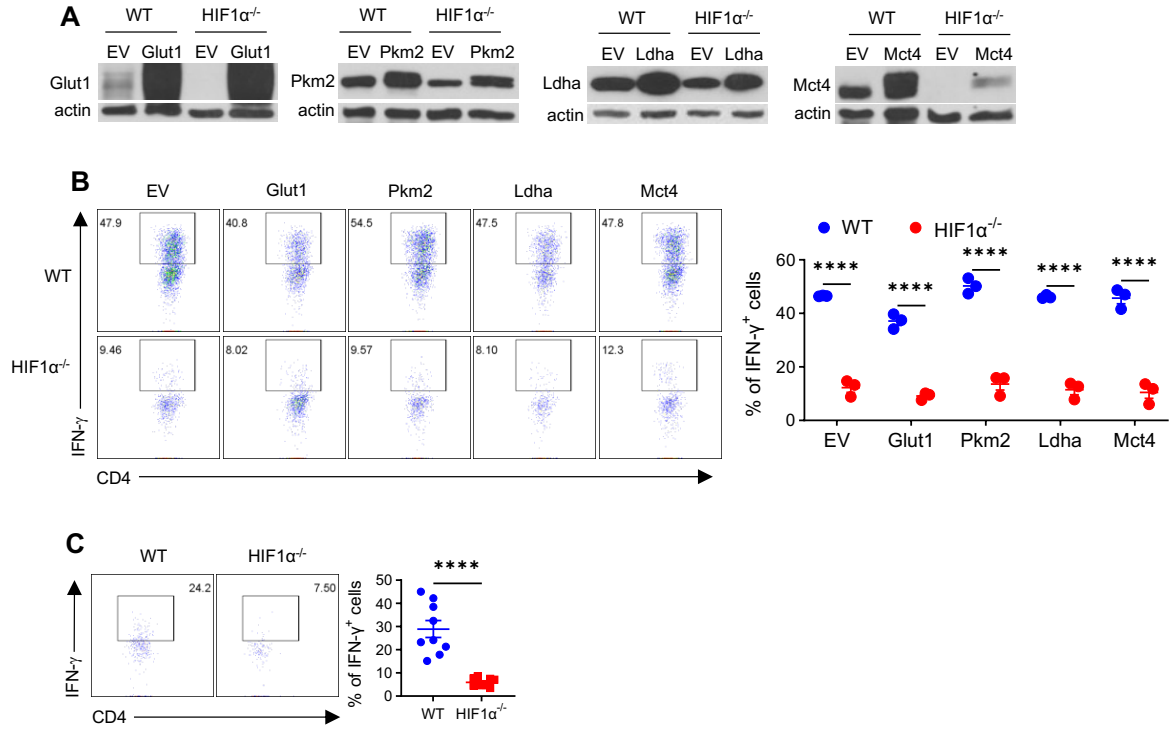 A
WT HIF1α-/-
EV Glut1 EV Glut1
Glut1
actin
WT HIF1α-/-
EV Pkm2 EV Pkm2
Pkm2
actin
WT HIF1α-/-
EV Ldha EV Ldha
Ldha
actin
WT HIF1α-/-
EV Mct4 EV Mct4
Mct4
actin
B
EV Glut1 Pkm2 Ldha Mct4
WT
47.9 40.8 54.5 47.5 47.8
HIF1α-/-
9.46 8.02 9.57 8.10 12.3
IFN-γ
CD4
WT HIF1α-/-
% of IFN-γ+ cells
60
40
20
0
**** **** **** **** ****
EV Glut1 Pkm2 Ldha Mct4
C
WT HIF1α-/-
24.2 7.50
IFN-γ
CD4
% of IFN-γ+ cells
50
40
30
20
10
0
****
WT HIF1α-/-